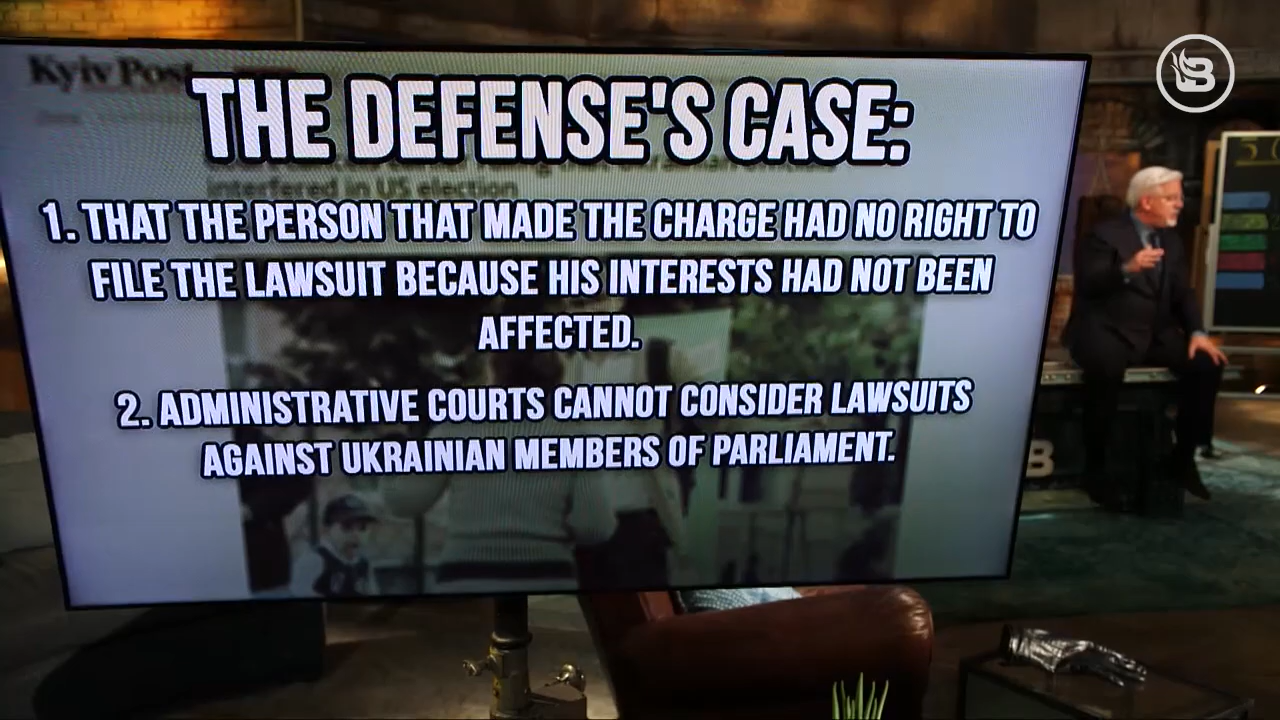 Kyiv Post
THE DEFENSE'S CASE:
interfered in US election
1. THAT THE PERSON THAT MADE THE CHARGE HAD NO RIGHT TO
FILE THE LAWSUIT BECAUSE HIS INTERESTS HAD NOT BEEN
AFFECTED.
2. ADMINISTRATIVE COURTS CANNOT CONSIDER LAWSUITS
AGAINST UKRAINIAN MEMBERS OF PARLIAMENT.
B
B